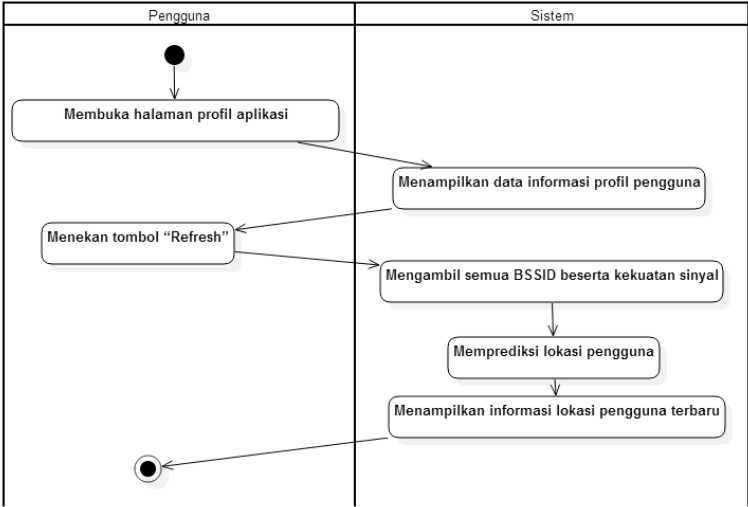 Pengguna
Sistem
Membuka halaman profil aplikasi
Menampilkan data informasi profil pengguna
Menekan tombol “Refresh”
Mengambil semua BSSID beserta kekuatan sinyal
Memprediksi lokasi pengguna
Menampilkan informasi lokasi pengguna terbaru